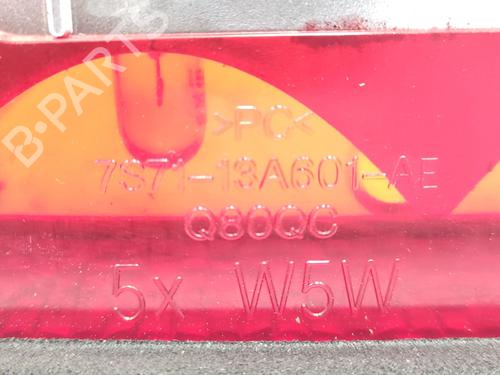 B-PARTS
>PC<
7S71-13A601-AE
Q80QC
5x W5W